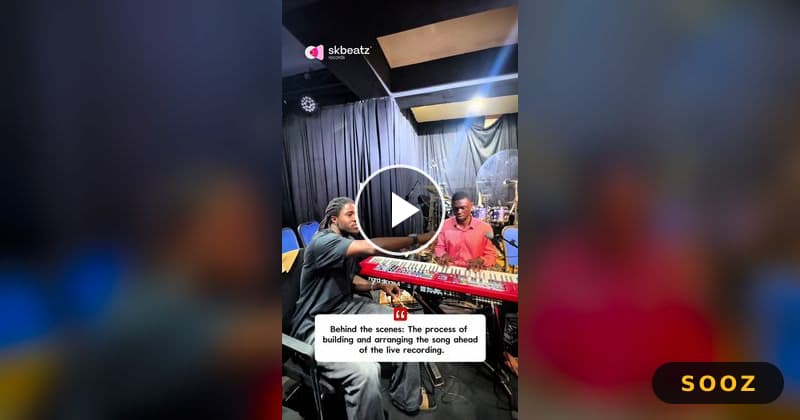 skbeatz
records
Behind the scenes: The process of
building and arranging the song ahead
of the live recording.
SOOZ